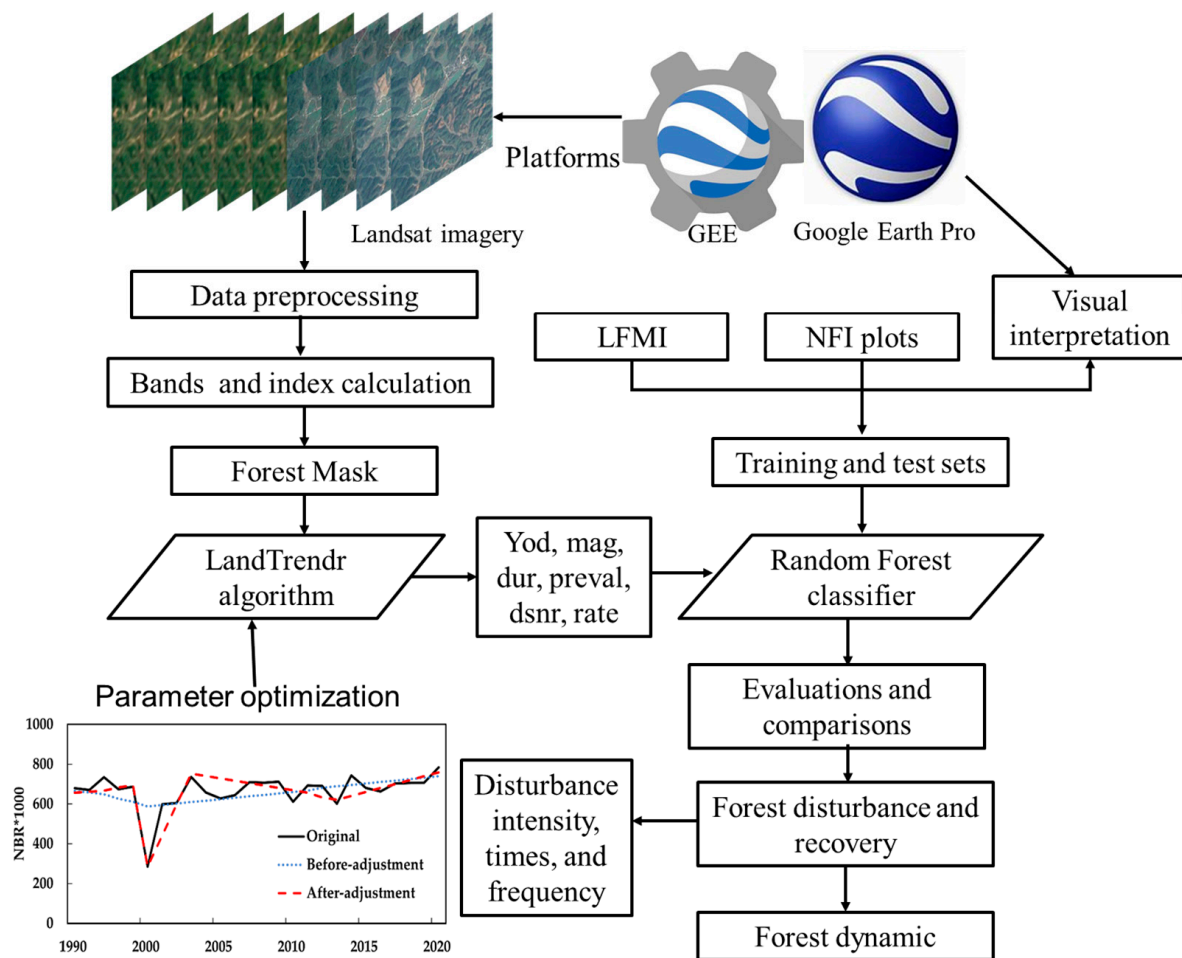 Platforms
Landsat imagery
GEE
Google Earth Pro
Data preprocessing
Visual
interpretation
LFMI
NFI plots
Bands and index calculation
Forest Mask
Training and test sets
LandTrendr
algorithm
Yod, mag,
dur, preval,
dsnr, rate
Random Forest
classifier
Parameter optimization
Evaluations and
comparisons
Disturbance
intensity,
times, and
frequency
Forest disturbance and
recovery
Forest dynamic
NBR*1000
1000
800
600
400
200
0
Original
Before-adjustment
After-adjustment
1990
2000
2005
2010
2015
2020